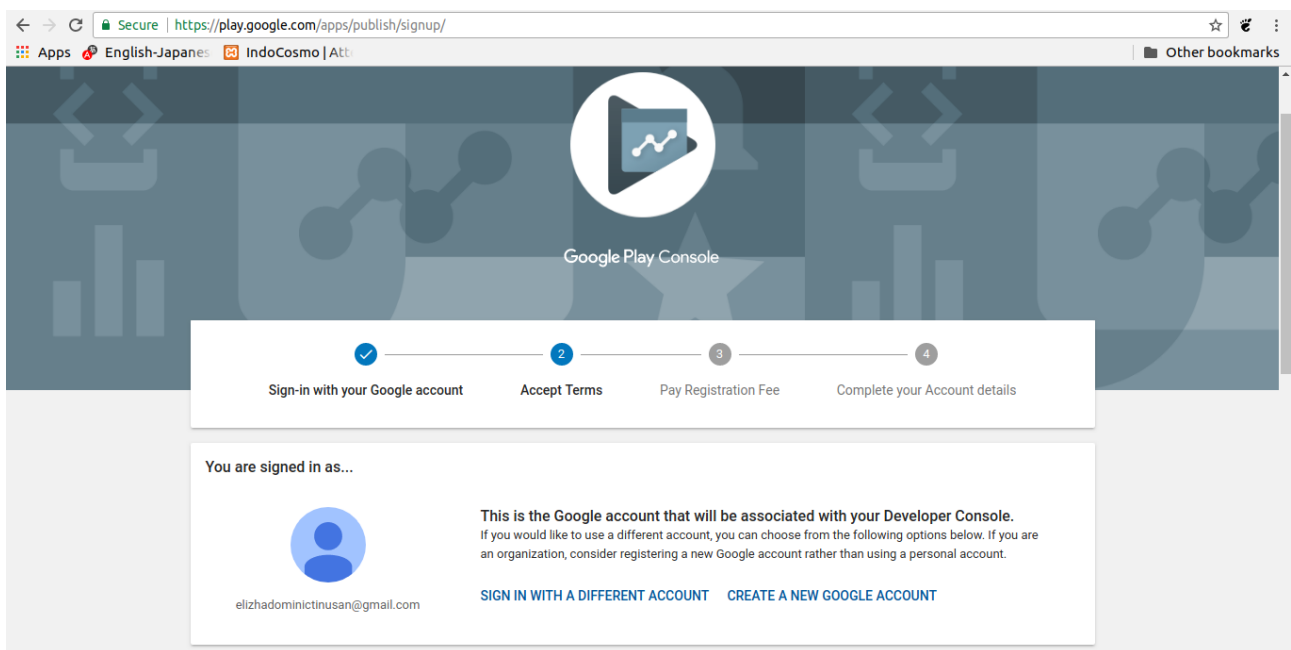 Secure | https://play.google.com/apps/publish/signup/
Apps English-Japanes IndoCosmo | Att Other bookmarks
Google Play Console
2 3 4
Sign-in with your Google account Accept Terms Pay Registration Fee Complete your Account details
You are signed in as...
This is the Google account that will be associated with your Developer Console.
If you would like to use a different account, you can choose from the following options below. If you are
an organization, consider registering a new Google account rather than using a personal account.
SIGN IN WITH A DIFFERENT ACCOUNT CREATE A NEW GOOGLE ACCOUNT
elizhadominictinusan@gmail.com